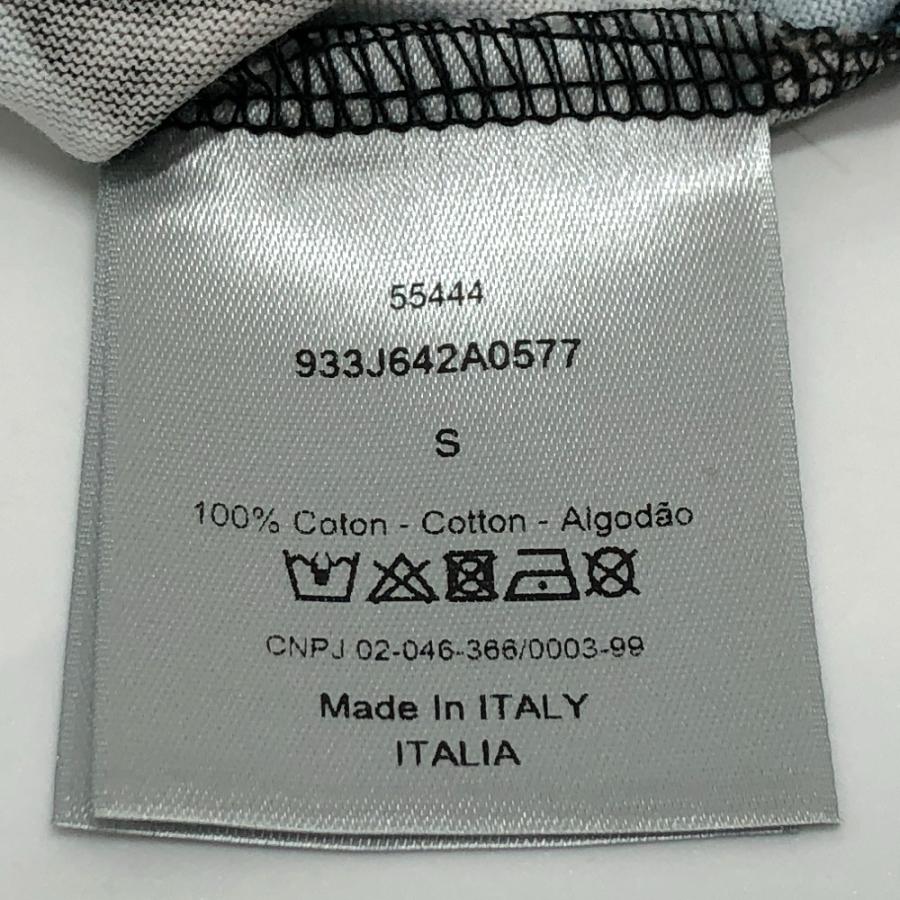 55444
933J642A0577
S
100% Coton - Cotton - Algodão
CNPJ 02-046-366/0003-99
Made In ITALY
ITALIA